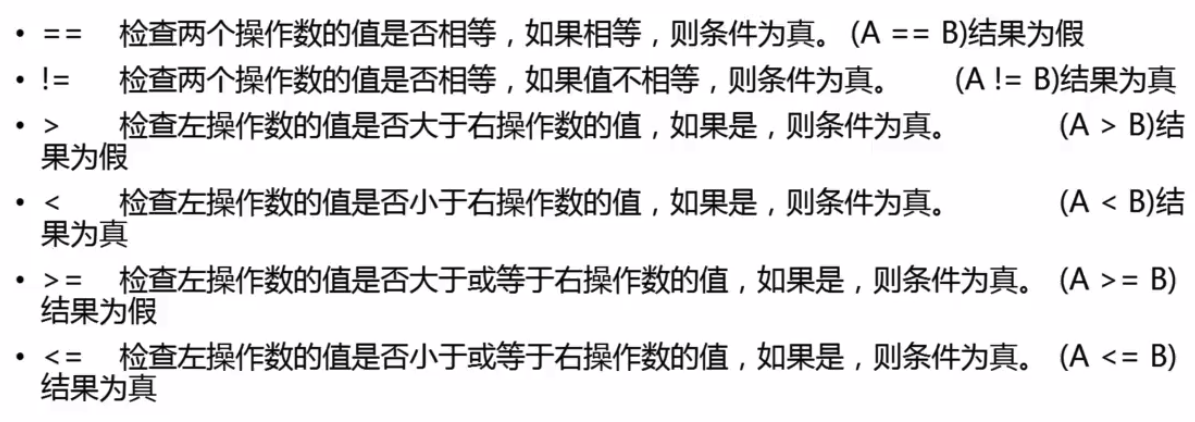 • == 检查两个操作数的值是否相等，如果相等，则条件为真。 (A == B)结果为假
• != 检查两个操作数的值是否相等，如果值不相等，则条件为真。 (A != B)结果为真
• > 检查左操作数的值是否大于右操作数的值，如果是，则条件为真。 (A > B)结
果为假
• < 检查左操作数的值是否小于右操作数的值，如果是，则条件为真。 (A < B)结
果为真
• >= 检查左操作数的值是否大于或等于右操作数的值，如果是，则条件为真。 (A >= B)
结果为假
• <= 检查左操作数的值是否小于或等于右操作数的值，如果是，则条件为真。 (A <= B)
结果为真